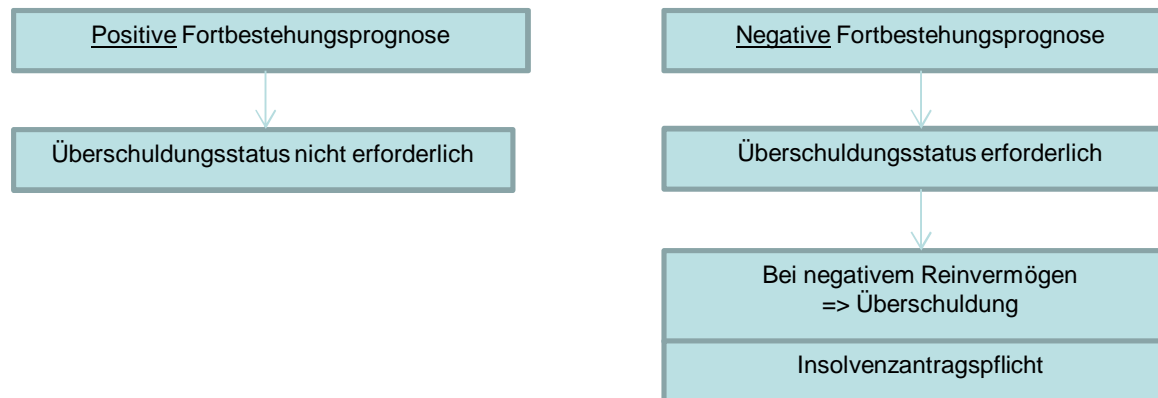 Positive Fortbestehungsprognose
Überschuldungsstatus nicht erforderlich
Negative Fortbestehungsprognose
Überschuldungsstatus erforderlich
Bei negativem Reinvermögen
=> Überschuldung
Insolvenzantragspflicht